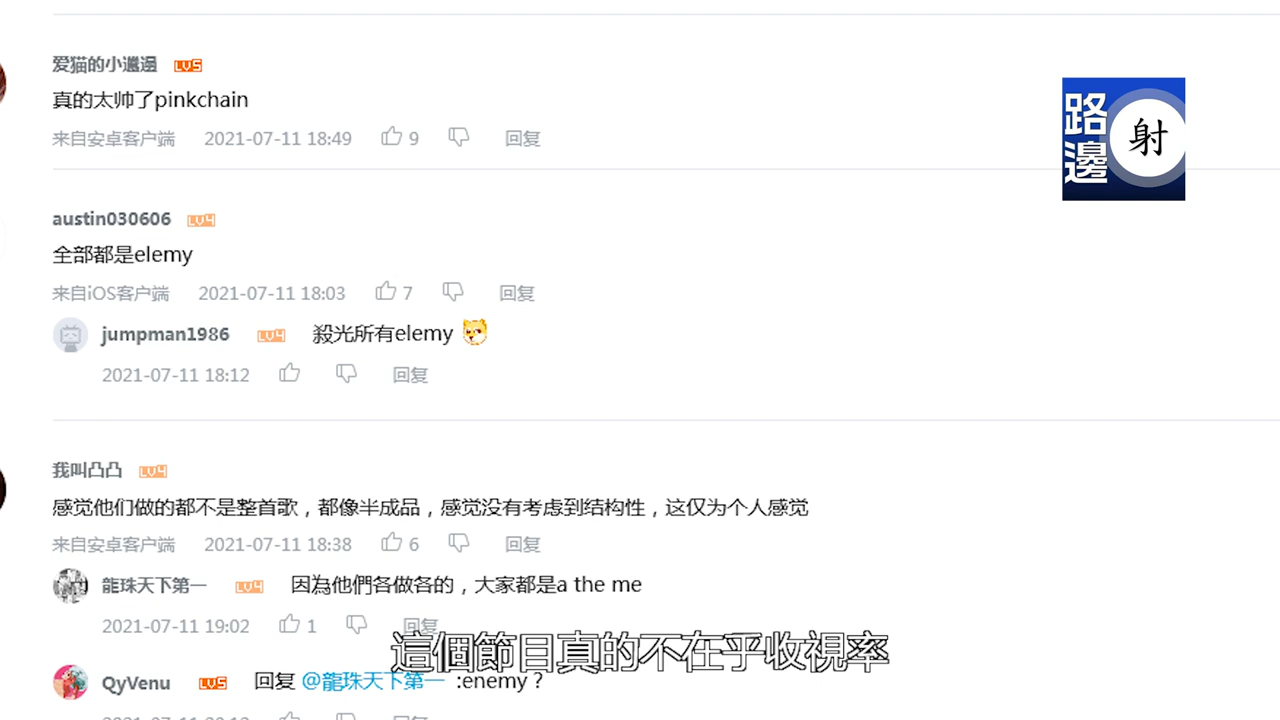 爱猫的小邋遢 LV5
真的太帅了pinkchain
来自安卓客户端 2021-07-11 18:49 9 回复
路邊 射
austin030606 LV4
全部都是elemy
来自iOS客户端 2021-07-11 18:03 7 回复
jumpman1986 LV4 殺光所有elemy
2021-07-11 18:12 回复
我叫凸凸 LV4
感觉他们做的都不是整首歌，都像半成品，感觉没有考虑到结构性，这仅为个人感觉
来自安卓客户端 2021-07-11 18:38 6 回复
龍珠天下第一 LV4 因為他們各做各的，大家都是a the me
2021-07-11 19:02 1 回复
這個節目真的不在乎收視率
QyVenu LV5 回复 @龍珠天下第一 :enemy？